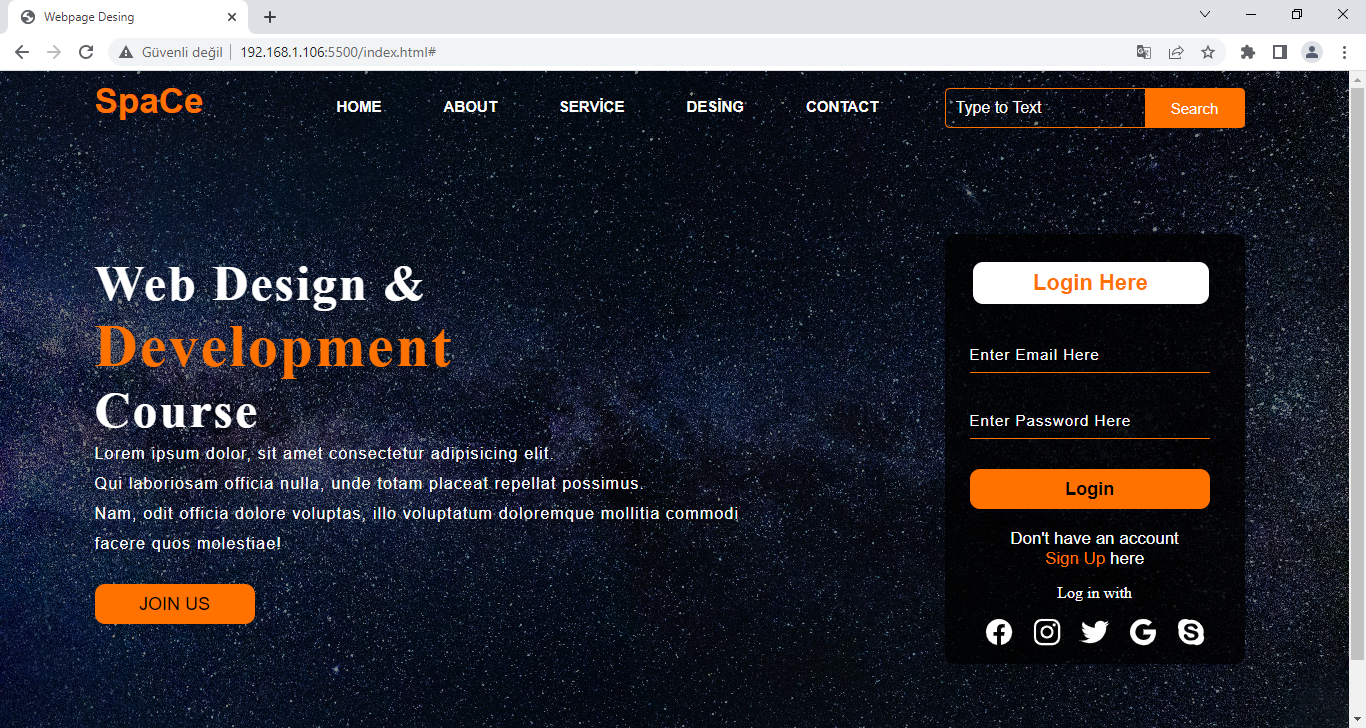 Webpage Desing
Güvenli değil 192.168.1.106:5500/index.html#
SpaCe
HOME ABOUT SERVİCE DESİNG CONTACT
Type to Text Search
Web Design &
Development
Course
Lorem ipsum dolor, sit amet consectetur adipisicing elit.
Qui laboriosam officia nulla, unde totam placeat repellat possimus.
Nam, odit officia dolore voluptas, illo voluptatum doloremque mollitia commodi
facere quos molestiae!
JOIN US
Login Here
Enter Email Here
Enter Password Here
Login
Don't have an account
Sign Up here
Log in with